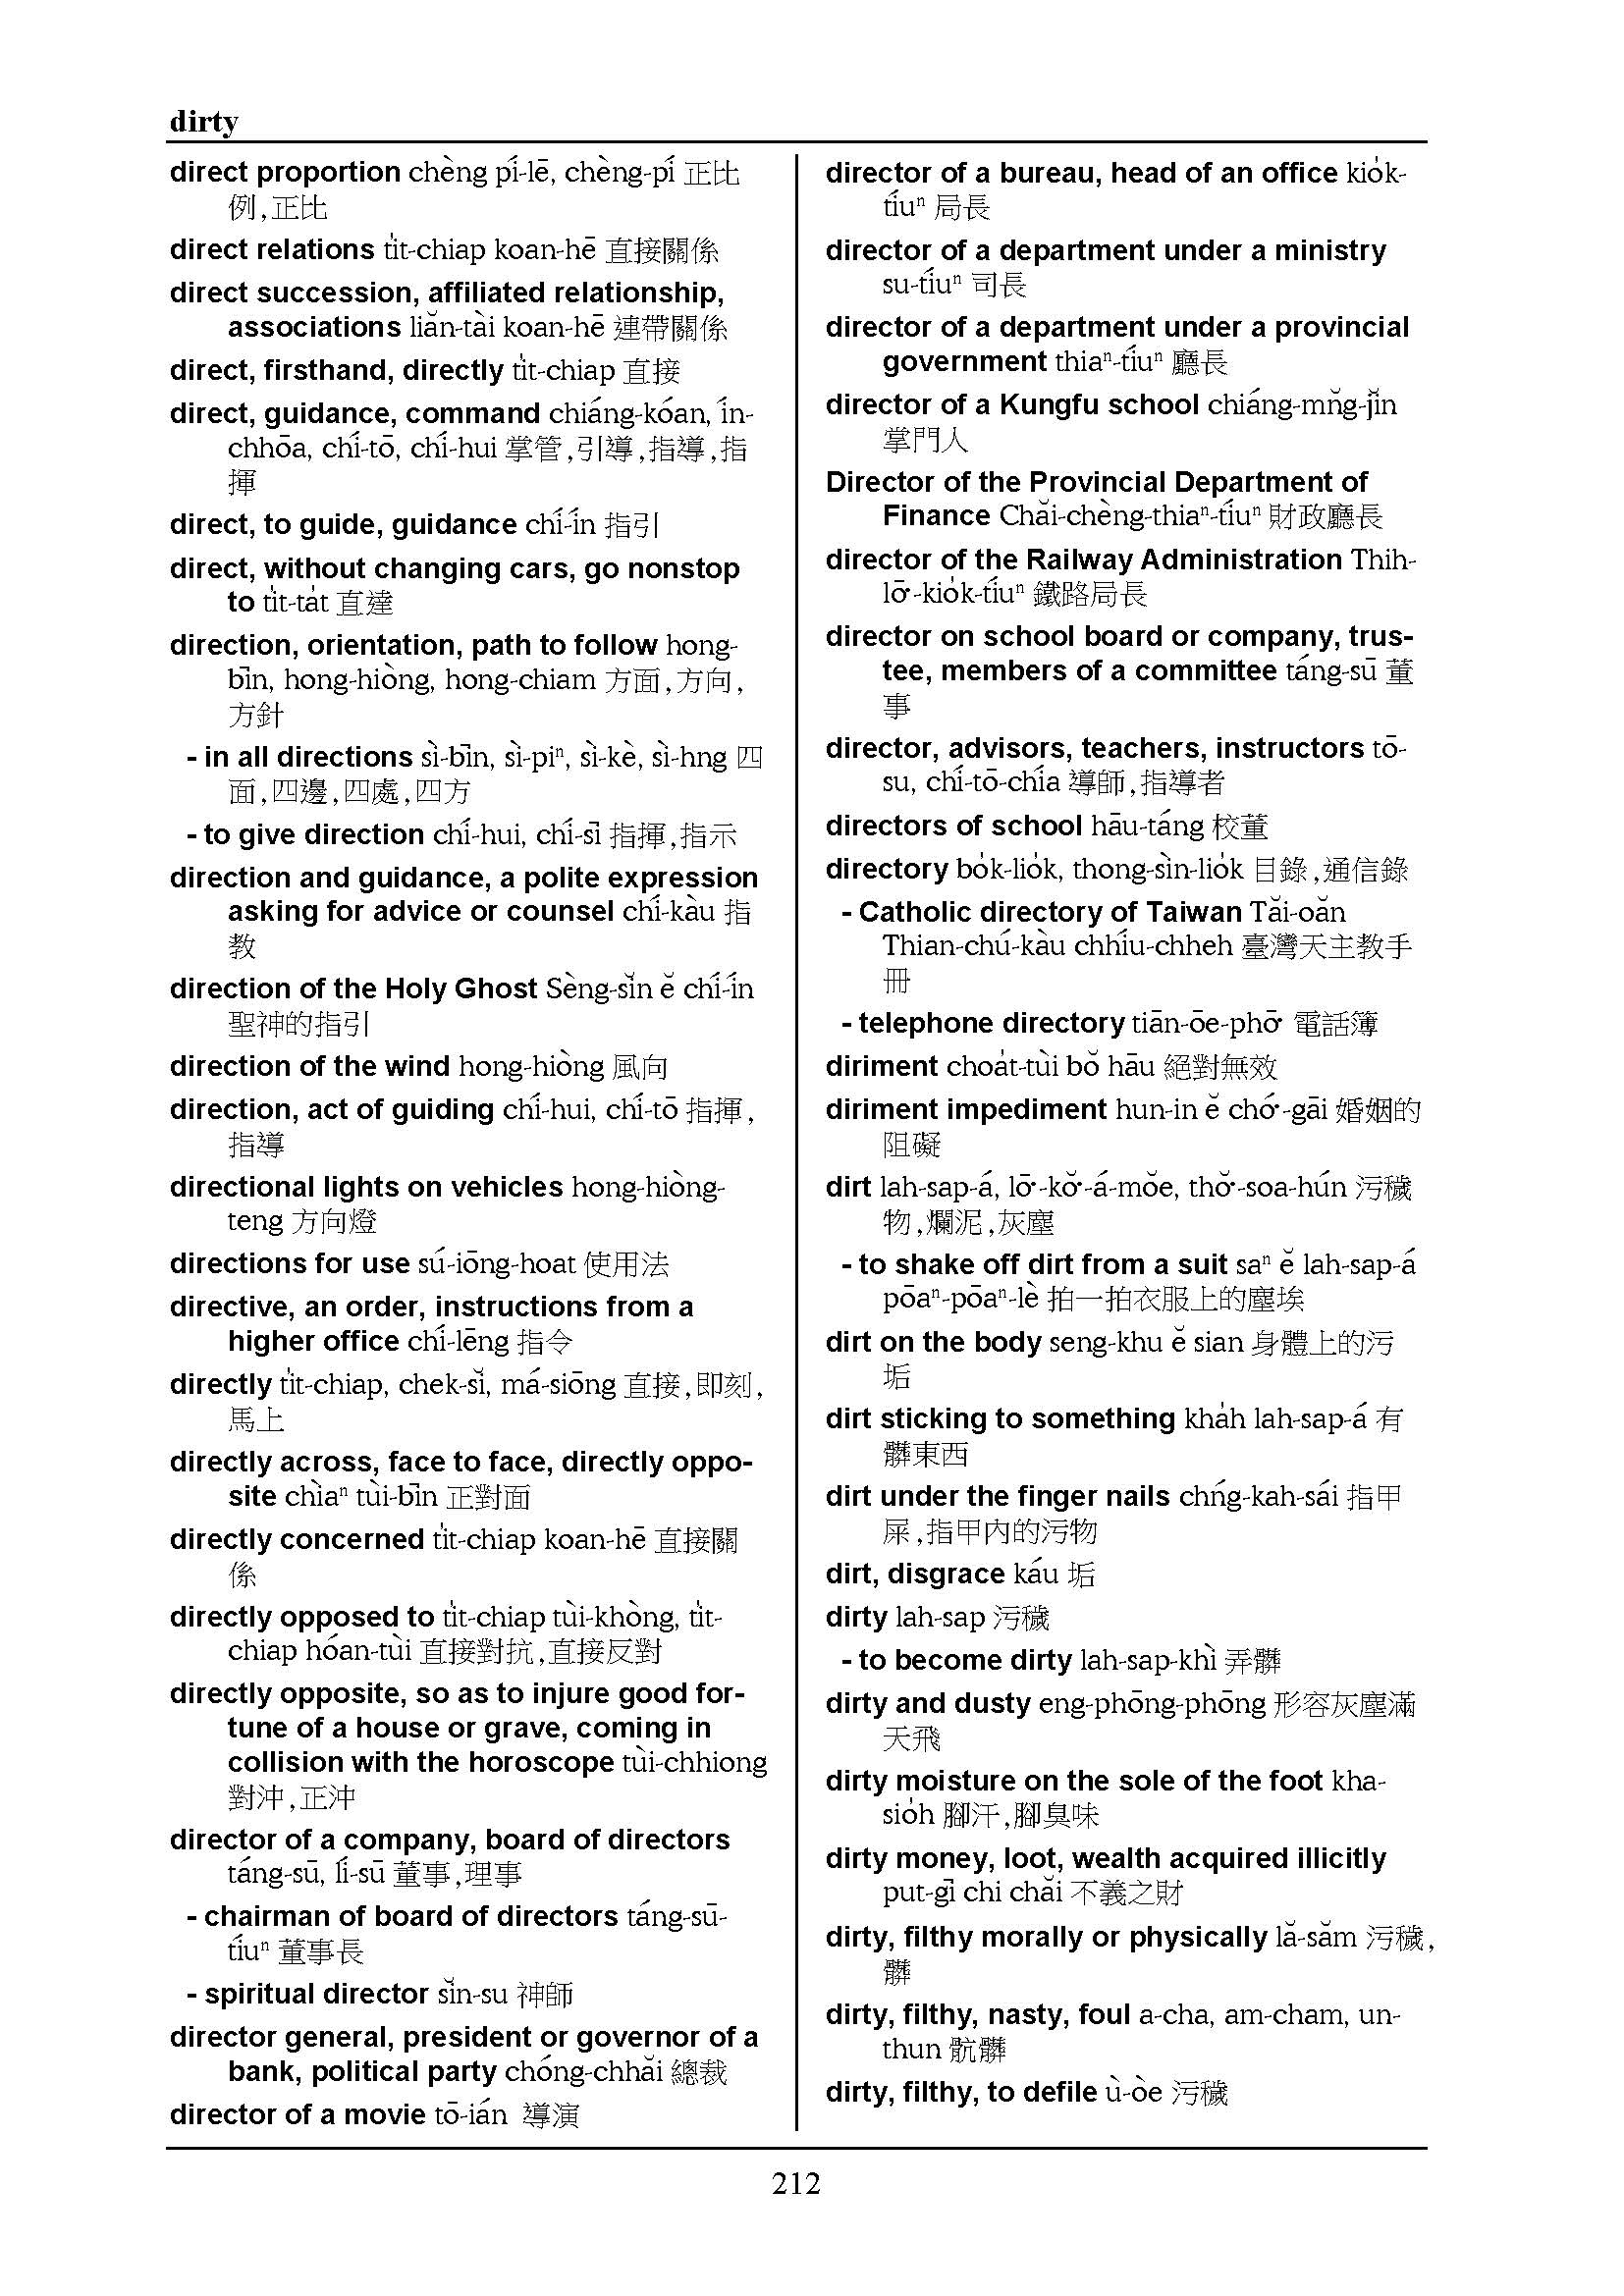 dirty
direct proportion chèng pí-lē, chèng-pí 正比
例,正比
direct relations ti̍t-chiap koan-hē 直接關係
direct succession, affiliated relationship,
associations liăn-tài koan-hē 連帶關係
direct, firsthand, directly ti̍t-chiap 直接
direct, guidance, command chiáng-kóan, ín-
chhōa, chí-tō, chí-hui 掌管,引導,指導,指
揮
direct, to guide, guidance chí-ín 指引
direct, without changing cars, go nonstop
to ti̍t-ta̍t 直達
direction, orientation, path to follow hong-
bīn, hong-hiòng, hong-chiam 方面,方向,
方針
- in all directions sì-bīn, sì-piⁿ, sì-kè, sì-hng 四
面,四邊,四處,四方
- to give direction chí-hui, chí-sī 指揮,指示
direction and guidance, a polite expression
asking for advice or counsel chí-kàu 指
教
direction of the Holy Ghost Sèng-sĭn ĕ chí-ín
聖神的指引
direction of the wind hong-hiòng 風向
direction, act of guiding chí-hui, chí-tō 指揮,
指導
directional lights on vehicles hong-hiòng-
teng 方向燈
directions for use sú-iōng-hoat 使用法
directive, an order, instructions from a
higher office chí-lēng 指令
directly ti̍t-chiap, chek-sĭ, má-siōng 直接,即刻,
馬上
directly across, face to face, directly oppo-
site chìaⁿ tùi-bīn 正對面
directly concerned ti̍t-chiap koan-hē 直接關
係
directly opposed to ti̍t-chiap tùi-khòng, ti̍t-
chiap hóan-tùi 直接對抗,直接反對
directly opposite, so as to injure good for-
tune of a house or grave, coming in
collision with the horoscope tùi-chhiong
對沖,正沖
director of a company, board of directors
táng-sū, lí-sū 董事,理事
- chairman of board of directors táng-sū-
tíuⁿ 董事長
- spiritual director sĭn-su 神師
director general, president or governor of a
bank, political party chóng-chhăi 總裁
director of a movie tō-ián 導演
director of a bureau, head of an office kio̍k-
tíuⁿ 局長
director of a department under a ministry
su-tíuⁿ 司長
director of a department under a provincial
government thiaⁿ-tíuⁿ 廳長
director of a Kungfu school chiáng-mn̆g-jĭn
掌門人
Director of the Provincial Department of
Finance Chăi-chèng-thiaⁿ-tíuⁿ 財政廳長
director of the Railway Administration Thih-
lō͘-kio̍k-tíuⁿ 鐵路局長
director on school board or company, trus-
tee, members of a committee táng-sū 董
事
director, advisors, teachers, instructors tō-
su, chí-tō-chía 導師,指導者
directors of school hāu-táng 校董
directory bo̍k-lio̍k, thong-sìn-lio̍k 目錄,通信錄
- Catholic directory of Taiwan Tăi-oăn
Thian-chú-kàu chhíu-chheh 臺灣天主教手
冊
- telephone directory tiān-ōe-phō͘ 電話簿
diriment choa̍t-tùi bŏ hāu 絕對無效
diriment impediment hun-in ĕ chó͘-gāi 婚姻的
阻礙
dirt lah-sap-á, lō͘-kŏ͘-á-mŏe, thŏ͘-soa-hún 污穢
物,爛泥,灰塵
- to shake off dirt from a suit saⁿ ĕ lah-sap-á
pōaⁿ-pōaⁿ-lè 拍一拍衣服上的塵埃
dirt on the body seng-khu ĕ sian 身體上的污
垢
dirt sticking to something kha̍h lah-sap-á 有
髒東西
dirt under the finger nails chńg-kah-sái 指甲
屎,指甲內的污物
dirt, disgrace káu 垢
dirty lah-sap 污穢
- to become dirty lah-sap-khì 弄髒
dirty and dusty eng-phōng-phōng 形容灰塵滿
天飛
dirty moisture on the sole of the foot kha-
sio̍h 腳汗,腳臭味
dirty money, loot, wealth acquired illicitly
put-gī chi chăi 不義之財
dirty, filthy morally or physically lă-săm 污穢,
髒
dirty, filthy, nasty, foul a-cha, am-cham, un-
thun 骯髒
dirty, filthy, to defile ù-òe 污穢
212